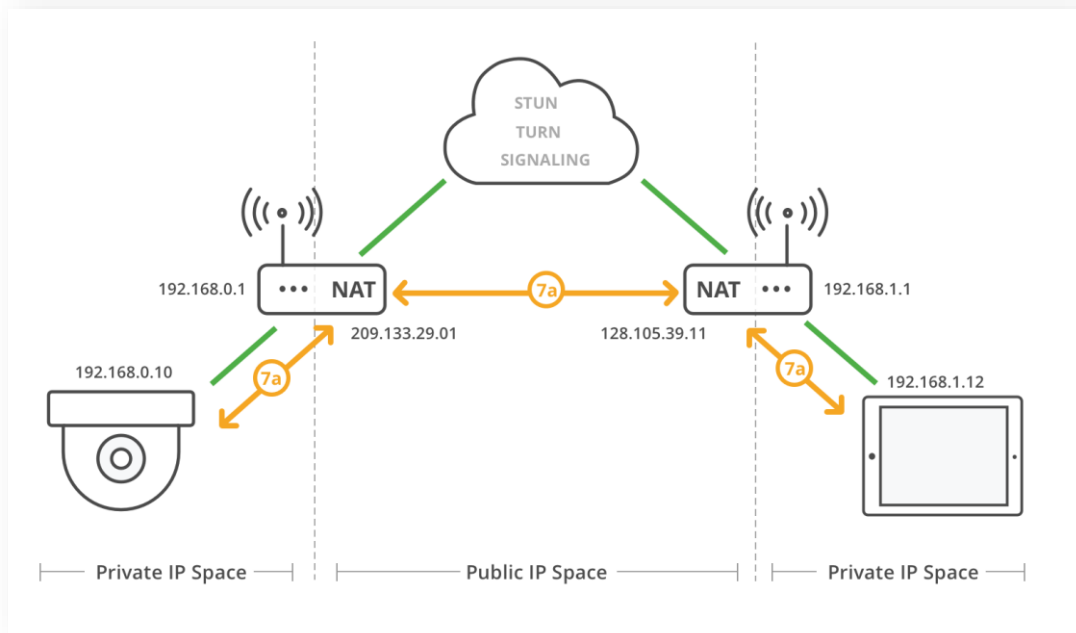 STUN
TURN
SIGNALING
192.168.0.1
••• NAT
7a
NAT •••
192.168.1.1
209.133.29.01
128.105.39.11
192.168.0.10
7a
7a
192.168.1.12
Private IP Space
Public IP Space
Private IP Space